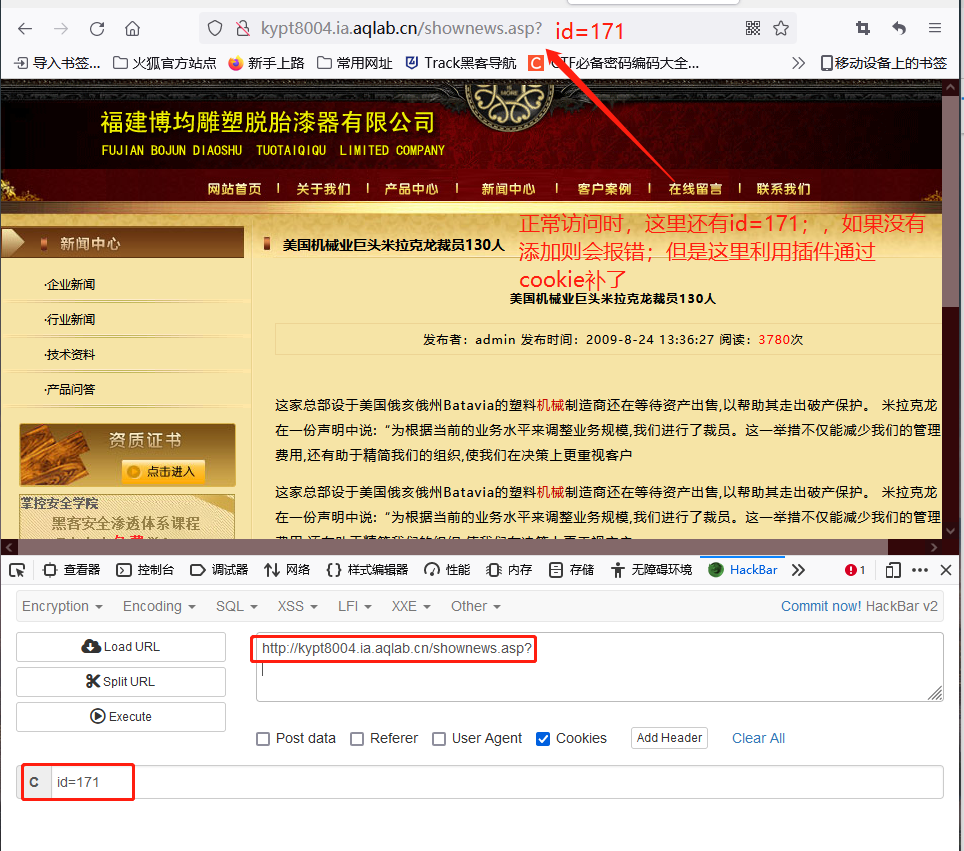 kypt8004.ia.aqlab.cn/shownews.asp?
id=171
导入书签...
火狐官方站点
新手上路
常用网址
Track黑客导航
CTF必备密码编码大全...
移动设备上的书签
福建博均雕塑脱胎漆器有限公司
FUJIAN BOJUN DIAOSHU TUOTAIQIQU LIMITED COMPANY
网站首页 | 关于我们 | 产品中心 | 新闻中心 | 客户案例 | 在线留言 | 联系我们
正常访问时，这里还有id=171；，如果没有
添加则会报错；但是这里利用插件通过
cookie补了
新闻中心
·企业新闻
·行业新闻
·技术资料
·产品问答
资质证书
点击进入
掌控安全学院
黑客安全渗透体系课程
美国机械业巨头米拉克龙裁员130人
美国机械业巨头米拉克龙裁员130人
发布者：admin 发布时间：2009-8-24 13:36:27 阅读：3780次
这家总部设于美国俄亥俄州Batavia的塑料机械制造商还在等待资产出售,以帮助其走出破产保护。 米拉克龙
在一份声明中说:“为根据当前的业务水平来调整业务规模,我们进行了裁员。这一举措不仅能减少我们的管理
费用,还有助于精简我们的组织,使我们在决策上更重视客户
这家总部设于美国俄亥俄州Batavia的塑料机械制造商还在等待资产出售,以帮助其走出破产保护。 米拉克龙
在一份声明中说:“为根据当前的业务水平来调整业务规模,我们进行了裁员。这一举措不仅能减少我们的管理
查看器
控制台
调试器
网络
样式编辑器
性能
内存
存储
无障碍环境
HackBar
1
Encryption
Encoding
SQL
XSS
LFI
XXE
Other
Commit now! HackBar v2
Load URL
Split URL
Execute
http://kypt8004.ia.aqlab.cn/shownews.asp?
Post data
Referer
User Agent
Cookies
Add Header
Clear All
C
id=171